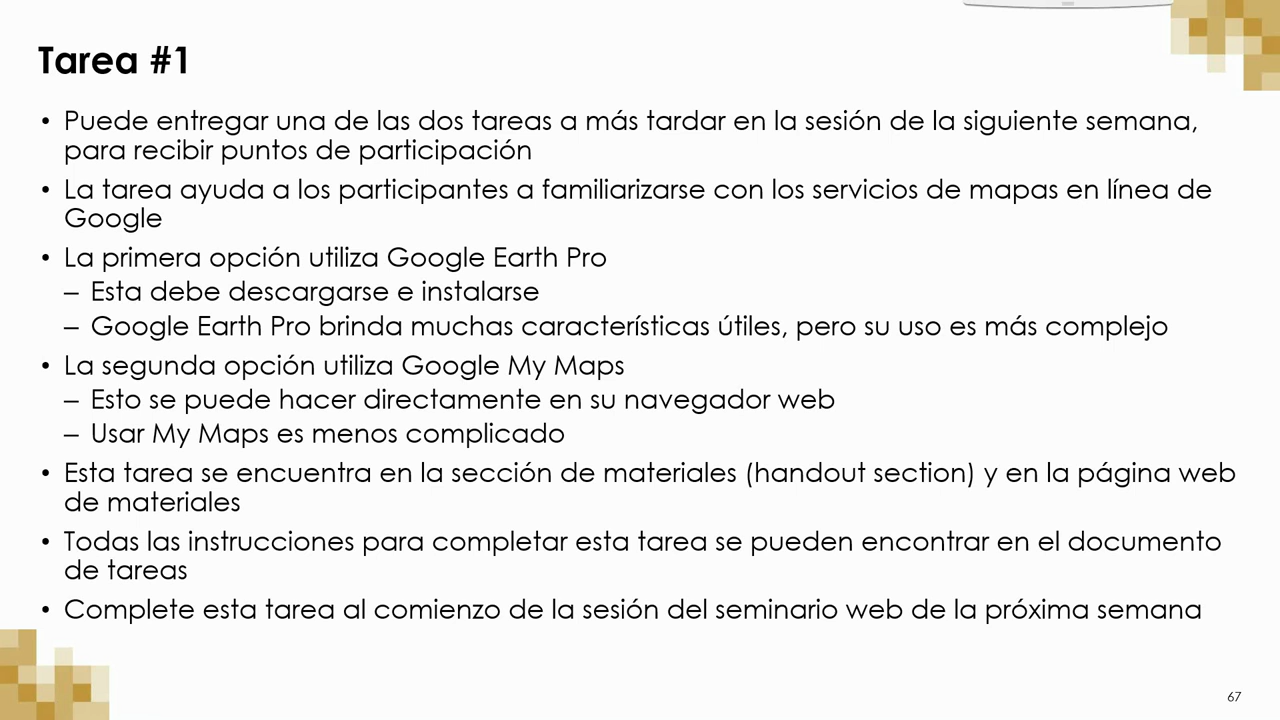 Tarea #1
• Puede entregar una de las dos tareas a más tardar en la sesión de la siguiente semana,
para recibir puntos de participación
• La tarea ayuda a los participantes a familiarizarse con los servicios de mapas en línea de
Google
• La primera opción utiliza Google Earth Pro
– Esta debe descargarse e instalarse
– Google Earth Pro brinda muchas características útiles, pero su uso es más complejo
• La segunda opción utiliza Google My Maps
– Esto se puede hacer directamente en su navegador web
– Usar My Maps es menos complicado
• Esta tarea se encuentra en la sección de materiales (handout section) y en la página web
de materiales
• Todas las instrucciones para completar esta tarea se pueden encontrar en el documento
de tareas
• Complete esta tarea al comienzo de la sesión del seminario web de la próxima semana
67